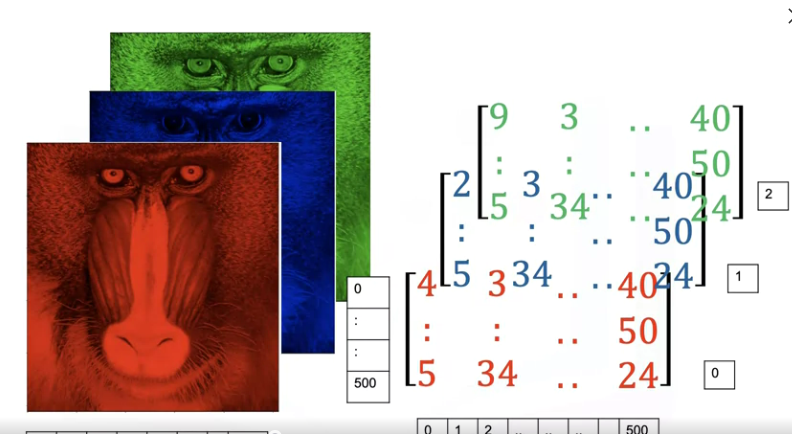 9 3 .. 40
: : .. 50
5 34 .. 24
2
2 3 .. 40
: : .. 50
5 34 .. 24
1
4 3 .. 40
: : .. 50
5 34 .. 24
0
0
:
:
500
0 1 2 .. .. .. 500